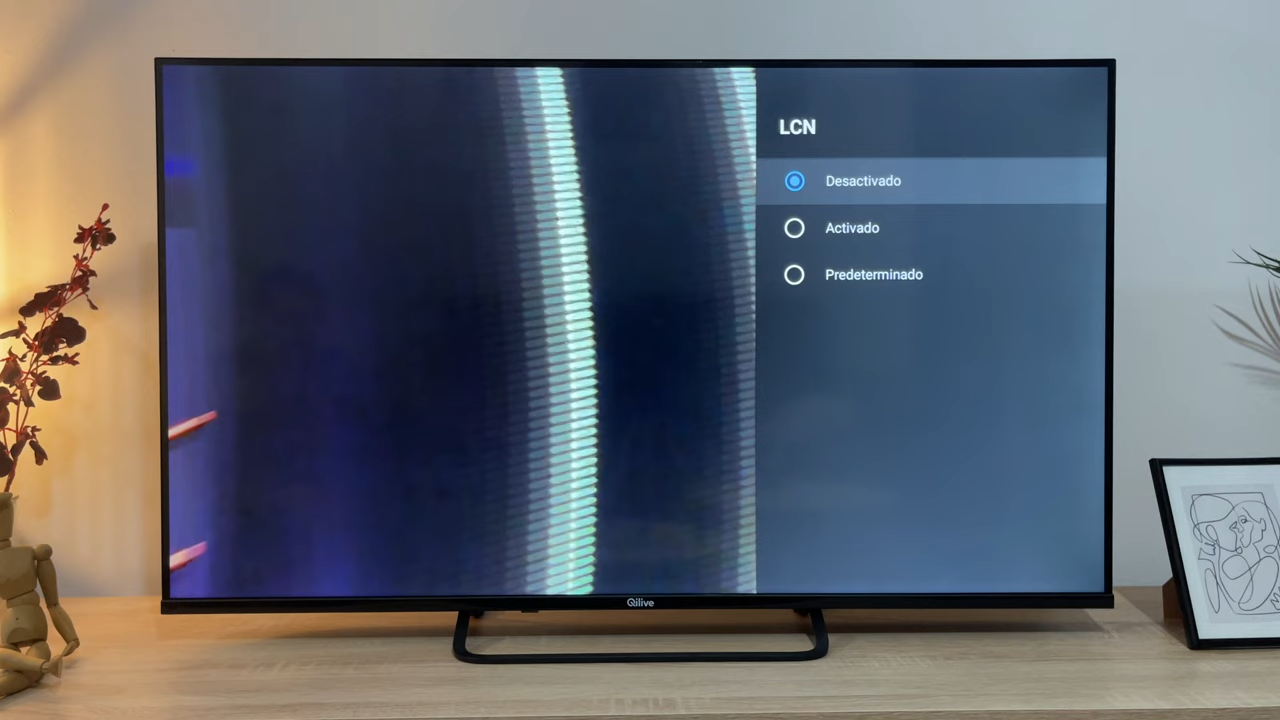 LCN
Desactivado
Activado
Predeterminado
Qilive